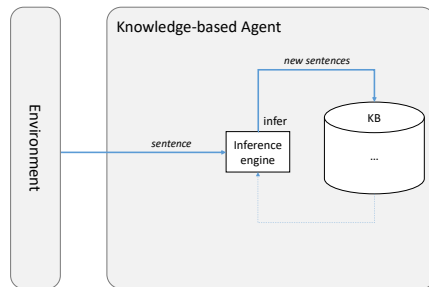 Knowledge-based Agent
new sentences
Environment
infer
KB
sentence
Inference
engine
...